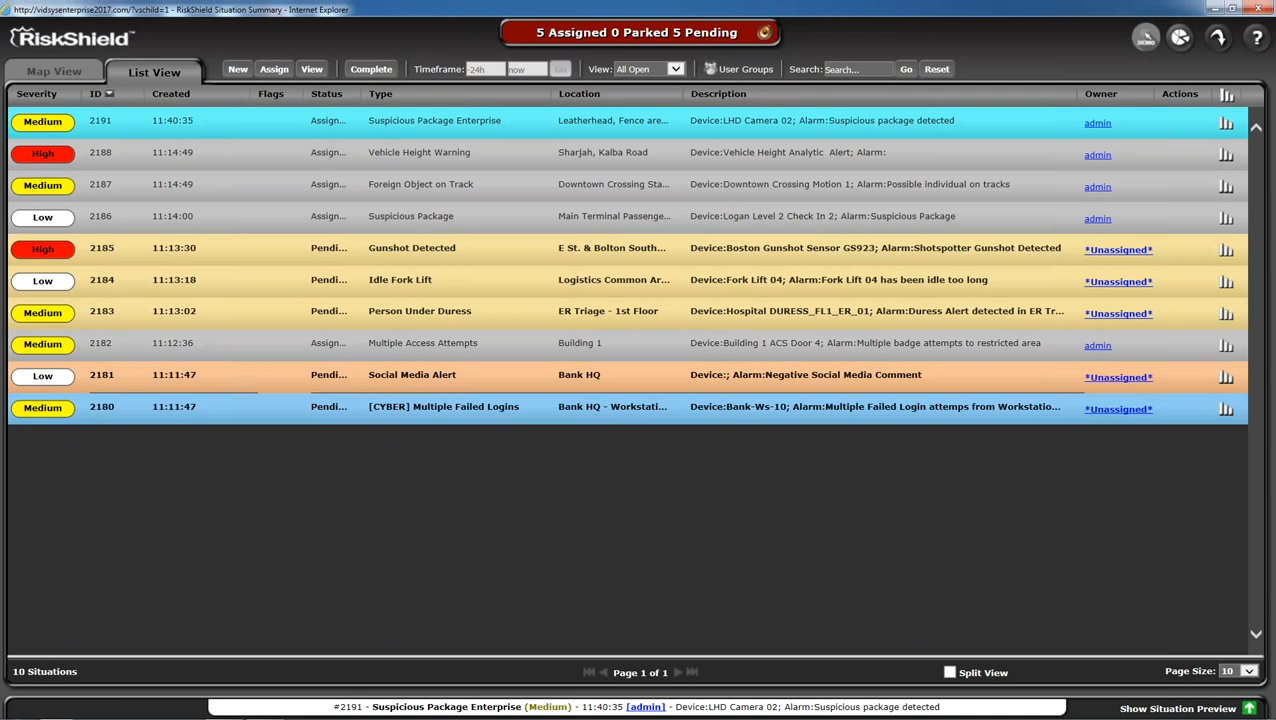 http://vidsysenterprise2017.com/?vschild=1 - RiskShield Situation Summary - Internet Explorer
RiskShield
5 Assigned 0 Parked 5 Pending
DEMO
?
Map View List View New Assign View Complete Timeframe: -24h now Go View: All Open User Groups Search: Search... Go Reset
Severity ID Created Flags Status Type Location Description Owner Actions
Medium 2191 11:40:35 Assign... Suspicious Package Enterprise Leatherhead, Fence are... Device:LHD Camera 02; Alarm:Suspicious package detected admin
High 2188 11:14:49 Assign... Vehicle Height Warning Sharjah, Kalba Road Device:Vehicle Height Analytic Alert; Alarm: admin
Medium 2187 11:14:49 Assign... Foreign Object on Track Downtown Crossing Sta... Device:Downtown Crossing Motion 1; Alarm:Possible individual on tracks admin
Low 2186 11:14:00 Assign... Suspicious Package Main Terminal Passenge... Device:Logan Level 2 Check In 2; Alarm:Suspicious Package admin
High 2185 11:13:30 Pendi... Gunshot Detected E St. & Bolton South... Device:Boston Gunshot Sensor GS923; Alarm:Shotspotter Gunshot Detected *Unassigned*
Low 2184 11:13:18 Pendi... Idle Fork Lift Logistics Common Ar... Device:Fork Lift 04; Alarm:Fork Lift 04 has been idle too long *Unassigned*
Medium 2183 11:13:02 Pendi... Person Under Duress ER Triage - 1st Floor Device:Hospital DURESS_FL1_ER_01; Alarm:Duress Alert detected in ER Tr... *Unassigned*
Medium 2182 11:12:36 Assign... Multiple Access Attempts Building 1 Device:Building 1 ACS Door 4; Alarm:Multiple badge attempts to restricted area admin
Low 2181 11:11:47 Pendi... Social Media Alert Bank HQ Device:; Alarm:Negative Social Media Comment *Unassigned*
Medium 2180 11:11:47 Pendi... [CYBER] Multiple Failed Logins Bank HQ - Workstati... Device:Bank-Ws-10; Alarm:Multiple Failed Login attemps from Workstatio... *Unassigned*
10 Situations Page 1 of 1 Split View Page Size: 10
#2191 - Suspicious Package Enterprise (Medium) - 11:40:35 [admin] - Device:LHD Camera 02; Alarm:Suspicious package detected Show Situation Preview